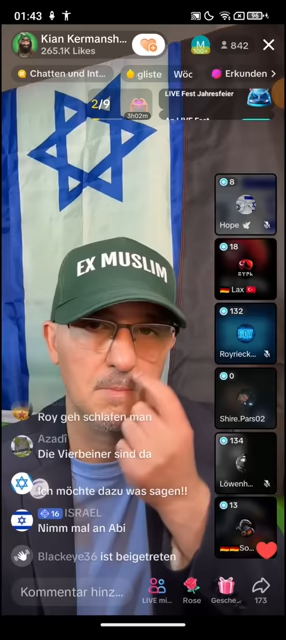 01:43
Kian Kermansh...
265.1K Likes
842
Chatten und Int...
gliste
Wöc
Erkunden
2/9
3h02m
LIVE Fest Jahresfeier
8
Hope
EX MUSLIM
18
Lax
132
Royrieck...
0
Shire.Pars02
134
Löwenh...
13
So...
Roy geh schlafen man
Azadî
Die Vierbeiner sind da
Ich möchte dazu was sagen!!
16 ISRAEL
Nimm mal an Abi
Blackeye36 ist beigetreten
Kommentar hinz...
LIVE mi...
Rose
Gesche...
173